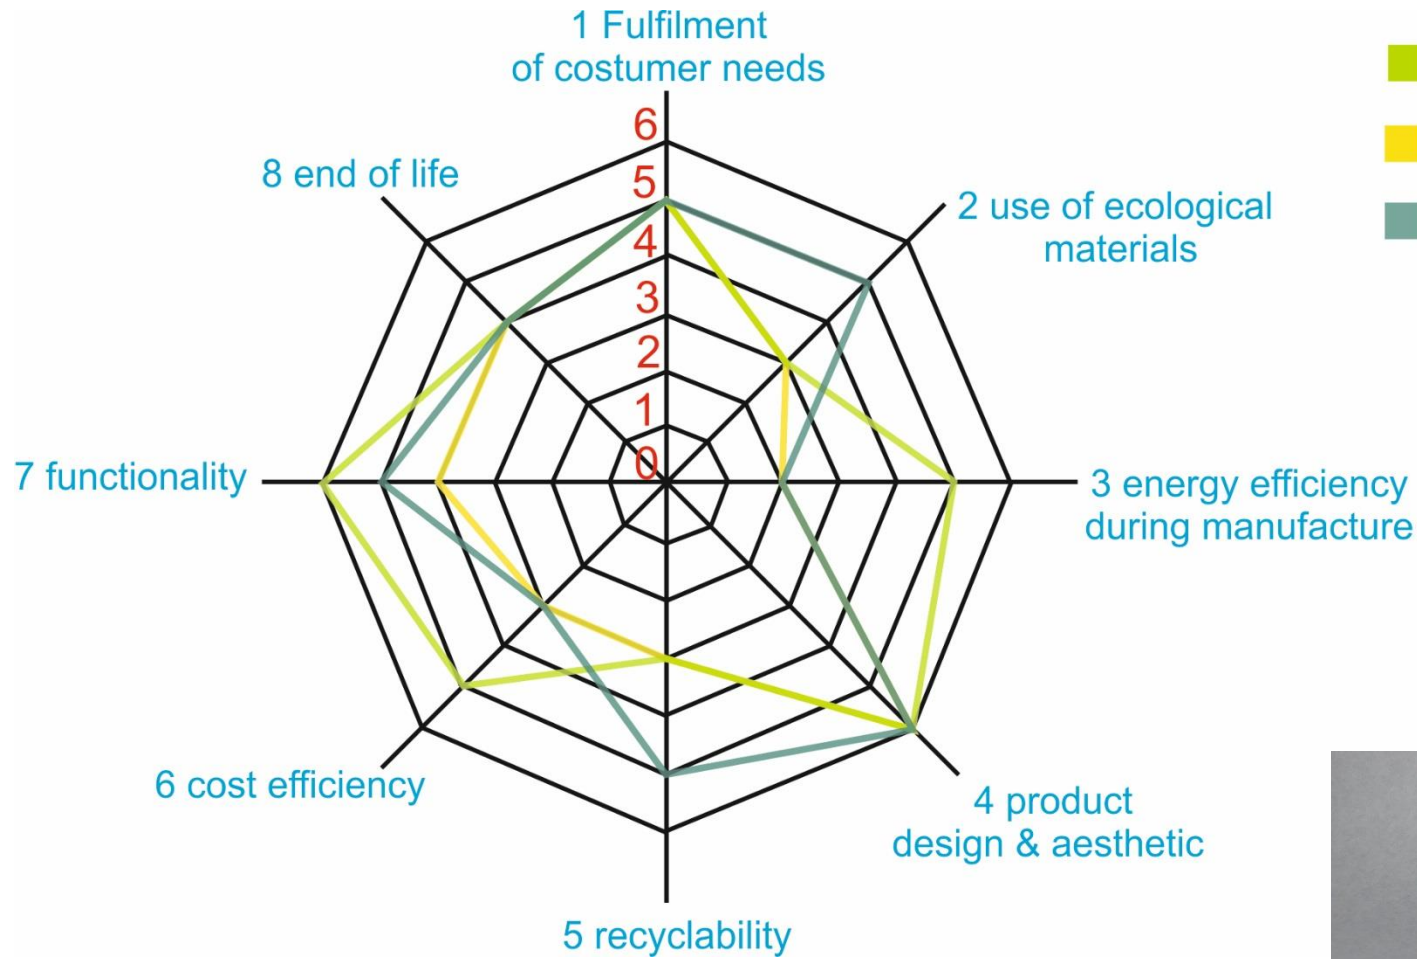 1 Fulfilment
of costumer needs
6
5
4
3
2
1
0
8 end of life
2 use of ecological
materials
7 functionality
3 energy efficiency
during manufacture
6 cost efficiency
4 product
design & aesthetic
5 recyclability